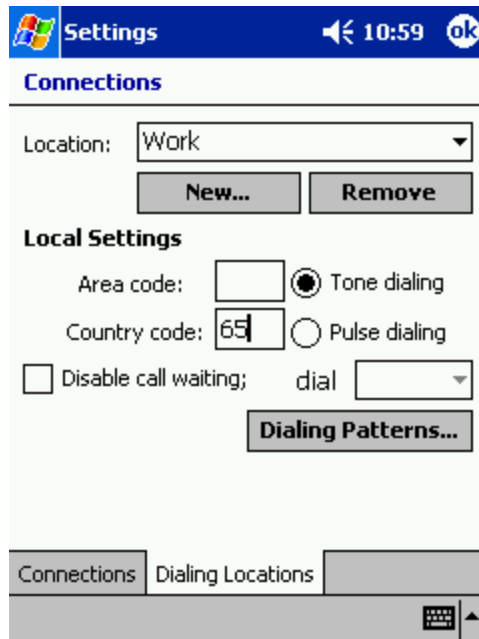 Settings 10:59 ok
Connections
Location: Work
New... Remove
Local Settings
Area code: Tone dialing
Country code: 65 Pulse dialing
Disable call waiting; dial
Dialing Patterns...
Connections Dialing Locations